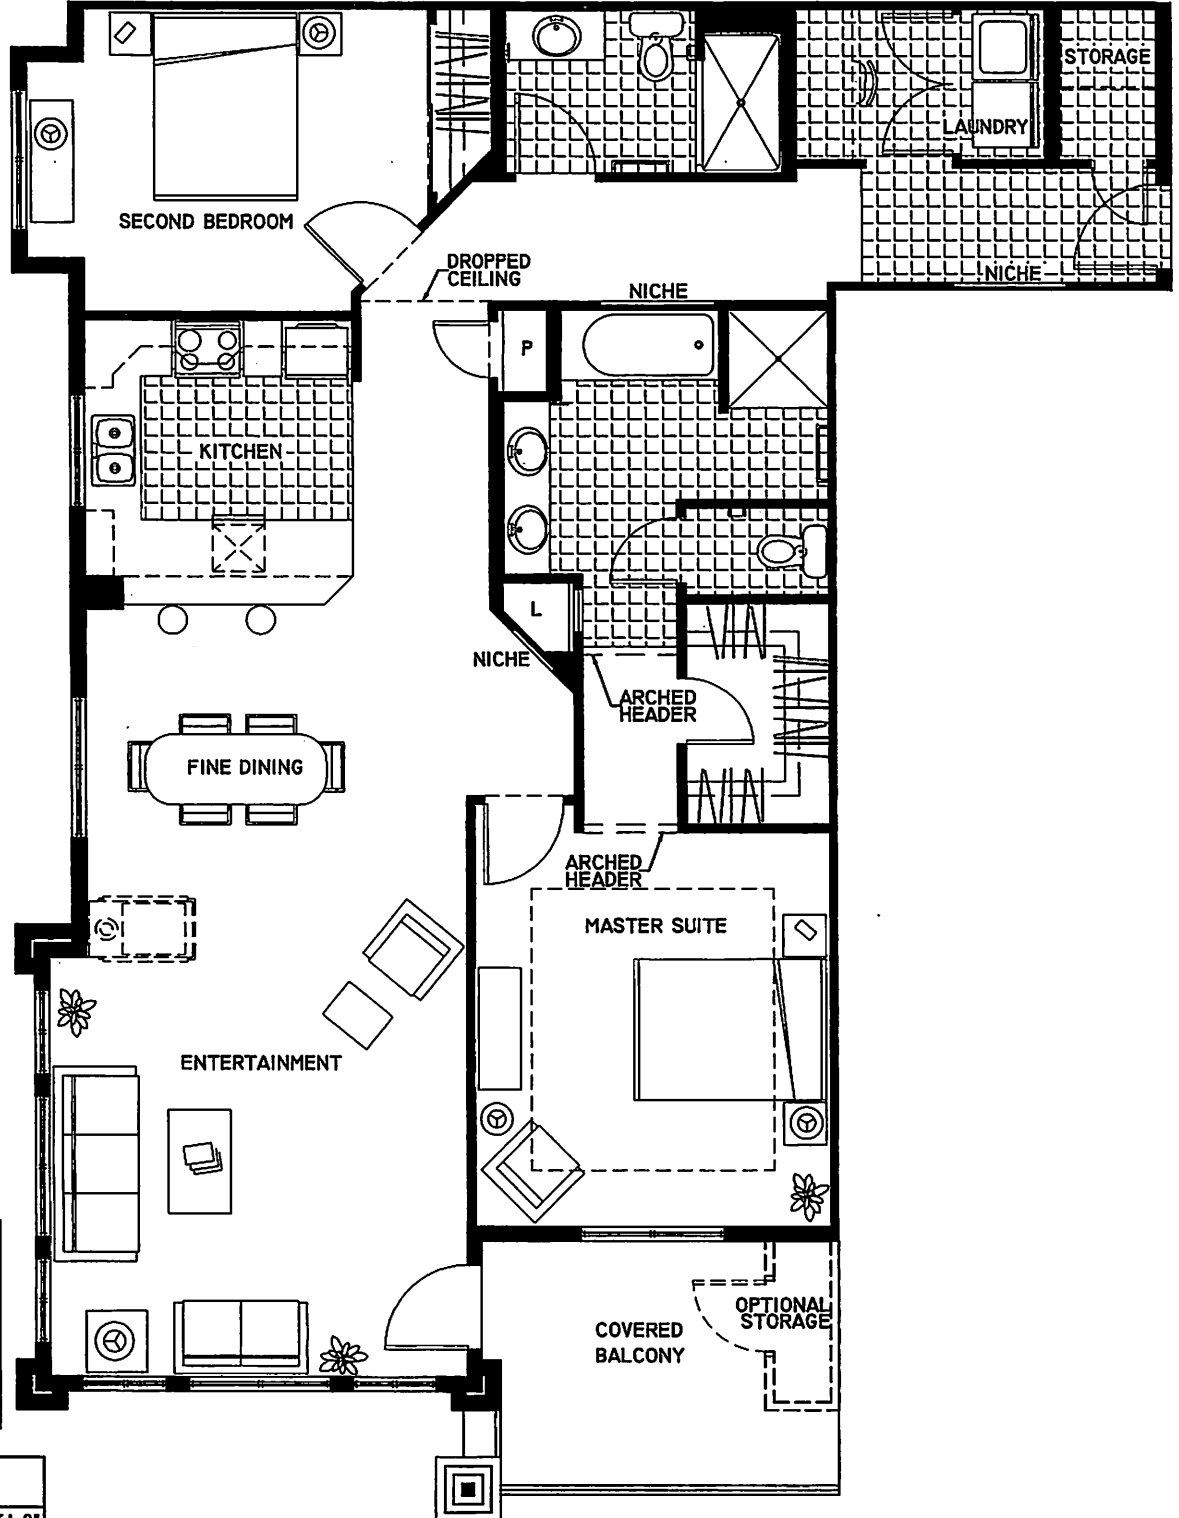 STORAGE
LAUNDRY
SECOND BEDROOM
DROPPED
CEILING
NICHE
NICHE
P
KITCHEN
L
NICHE
ARCHED
HEADER
FINE DINING
ARCHED
HEADER
MASTER SUITE
ENTERTAINMENT
OPTIONAL
STORAGE
COVERED
BALCONY